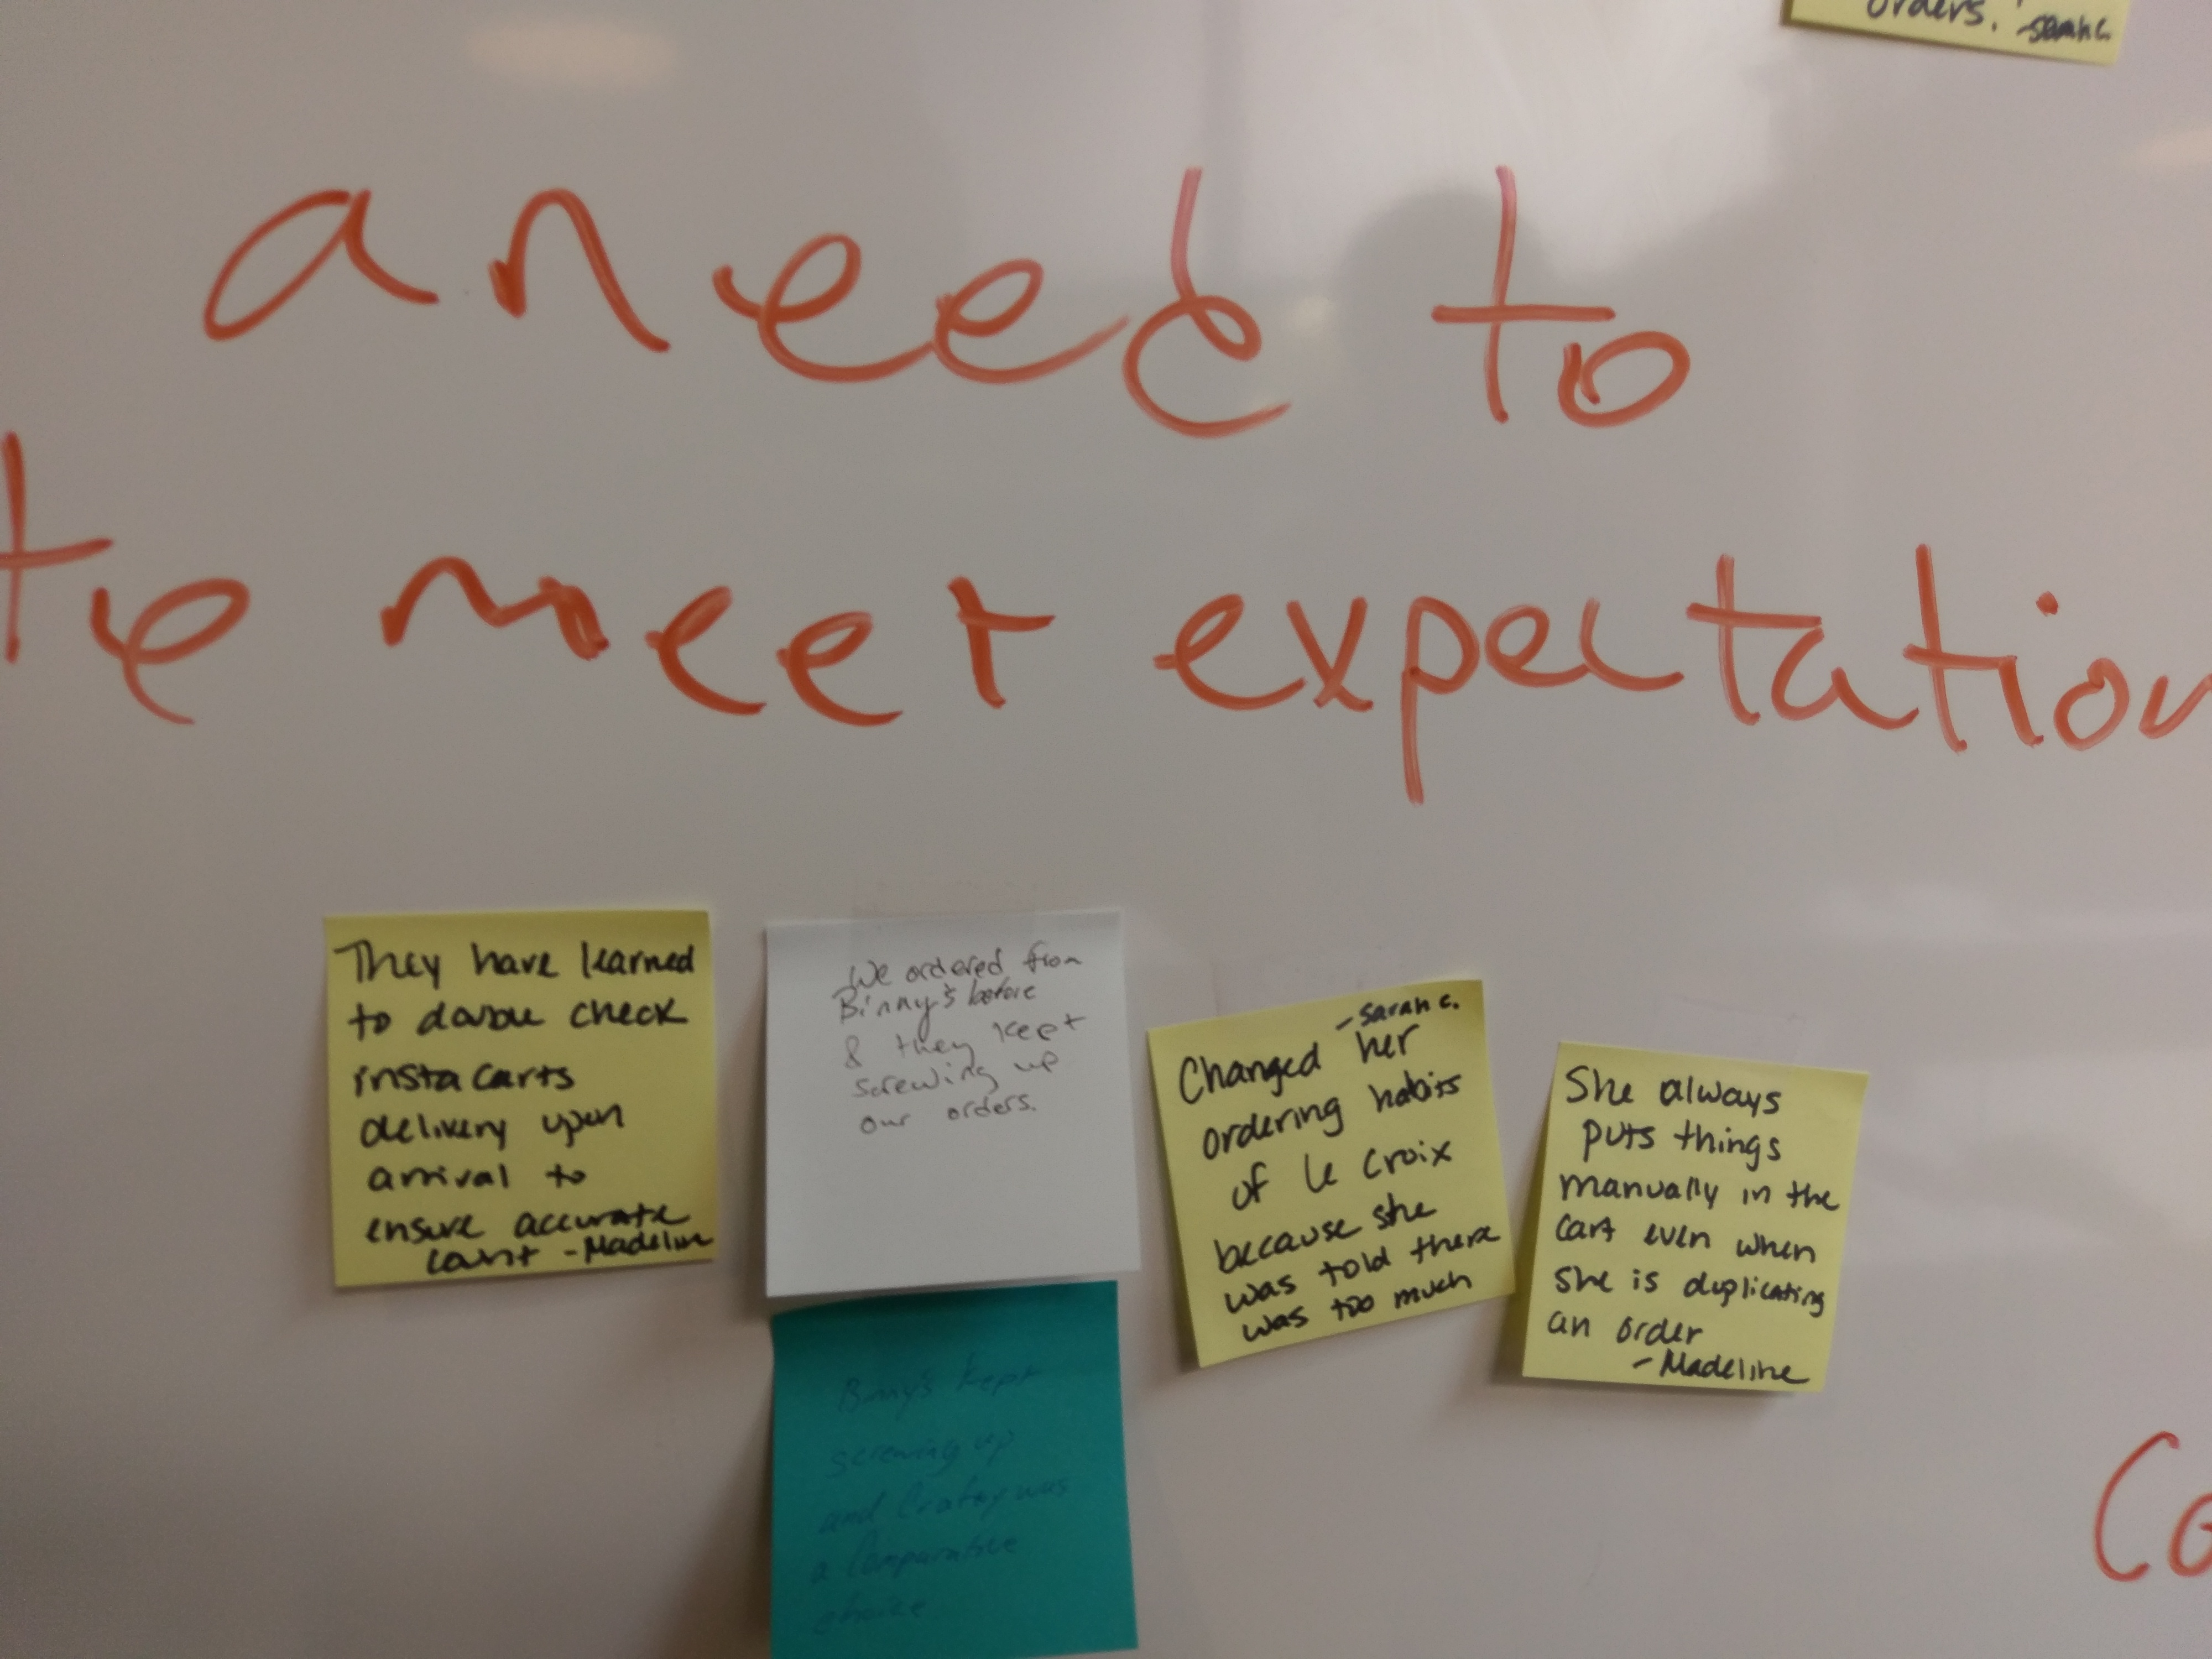 orders. -sarah c.
a need to
te meet expectation
They have learned
to double check
instacarts
delivery upon
arrival to
ensure accurate
count -Madeline
We ordered from
Binny's before
& they kept
screwing up
our orders.
Binny's kept
screwing up
and was
a comparative
choice
-sarah c.
Changed her
ordering habits
of le croix
because she
was told there
was too much
She always
puts things
manually in the
cart even when
she is duplicating
an order
-Madeline
Co